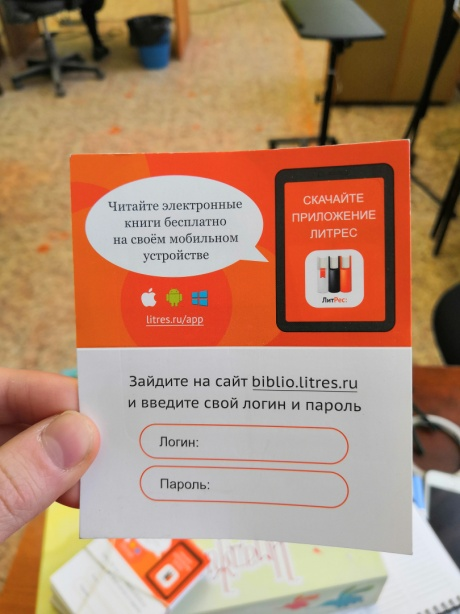 Читайте электронные
книги бесплатно
на своём мобильном
устройстве
litres.ru/app
СКАЧАЙТЕ
ПРИЛОЖЕНИЕ
ЛИТРЕС
ЛитРес:
Зайдите на сайт biblio.litres.ru
и введите свой логин и пароль
Логин:
Пароль: